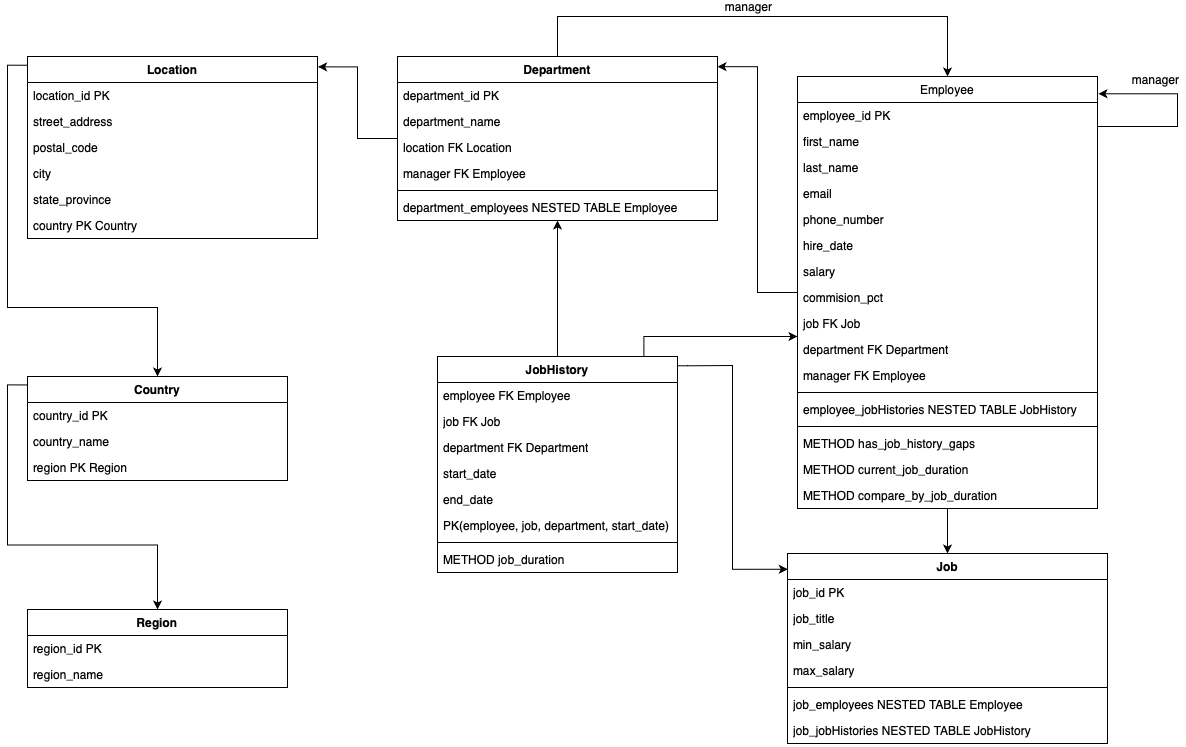 manager
Location
location_id PK
street_address
postal_code
city
state_province
country PK Country
Department
department_id PK
department_name
location FK Location
manager FK Employee
department_employees NESTED TABLE Employee
manager
Employee
employee_id PK
first_name
last_name
email
phone_number
hire_date
salary
commision_pct
job FK Job
department FK Department
manager FK Employee
employee_jobHistories NESTED TABLE JobHistory
METHOD has_job_history_gaps
METHOD current_job_duration
METHOD compare_by_job_duration
Country
country_id PK
country_name
region PK Region
JobHistory
employee FK Employee
job FK Job
department FK Department
start_date
end_date
PK(employee, job, department, start_date)
METHOD job_duration
Region
region_id PK
region_name
Job
job_id PK
job_title
min_salary
max_salary
job_employees NESTED TABLE Employee
job_jobHistories NESTED TABLE JobHistory